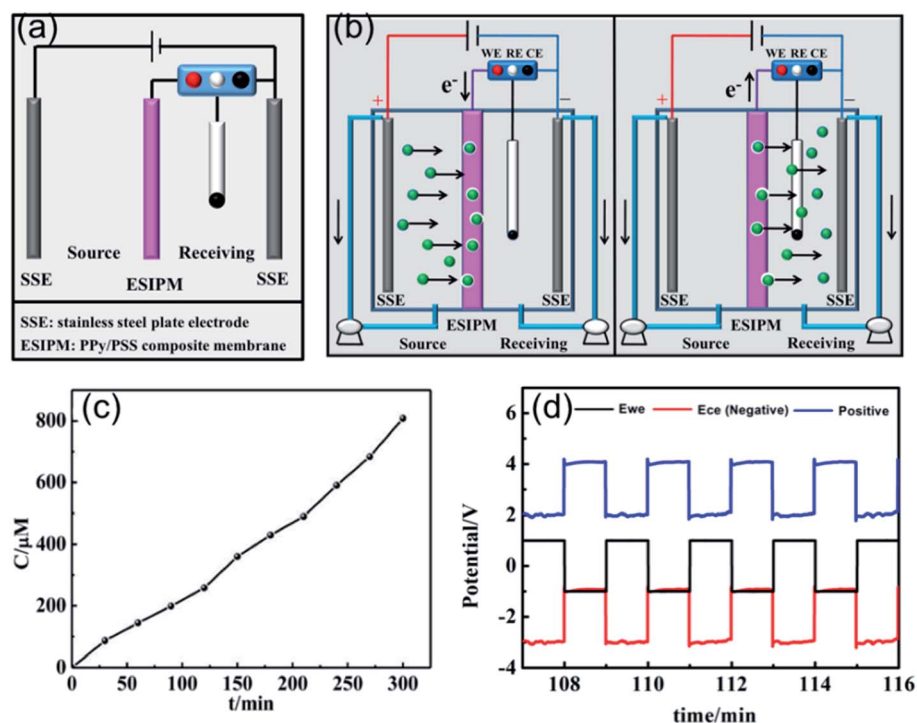 (a)
Source
Receiving
SSE
ESIPM
SSE
SSE: stainless steel plate electrode
ESIPM: PPy/PSS composite membrane
(b)
WE RE CE
e-
+
−
SSE
SSE
ESIPM
Source
Receiving
WE RE CE
e-
+
−
SSE
SSE
ESIPM
Source
Receiving
(c)
C/μM
800
600
400
200
0
0 50 100 150 200 250 300
t/min
(d)
Ewe Ece (Negative) Positive
Potential/V
6
4
2
0
-2
-4
108 110 112 114 116
time/min